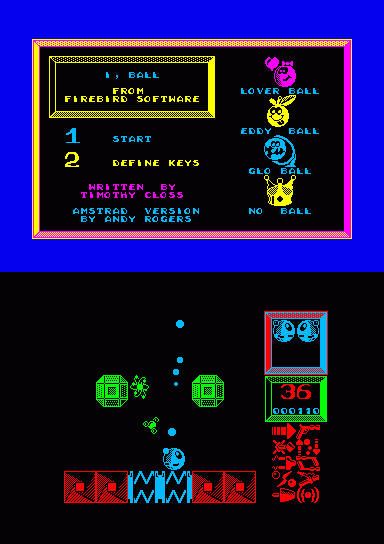 I, BALL
FROM
FIREBIRD SOFTWARE
1 START
2 DEFINE KEYS
WRITTEN BY
TIMOTHY CLOSS
AMSTRAD VERSION
BY ANDY ROGERS
LOVER BALL
EDDY BALL
GLO BALL
NO BALL
36
000110